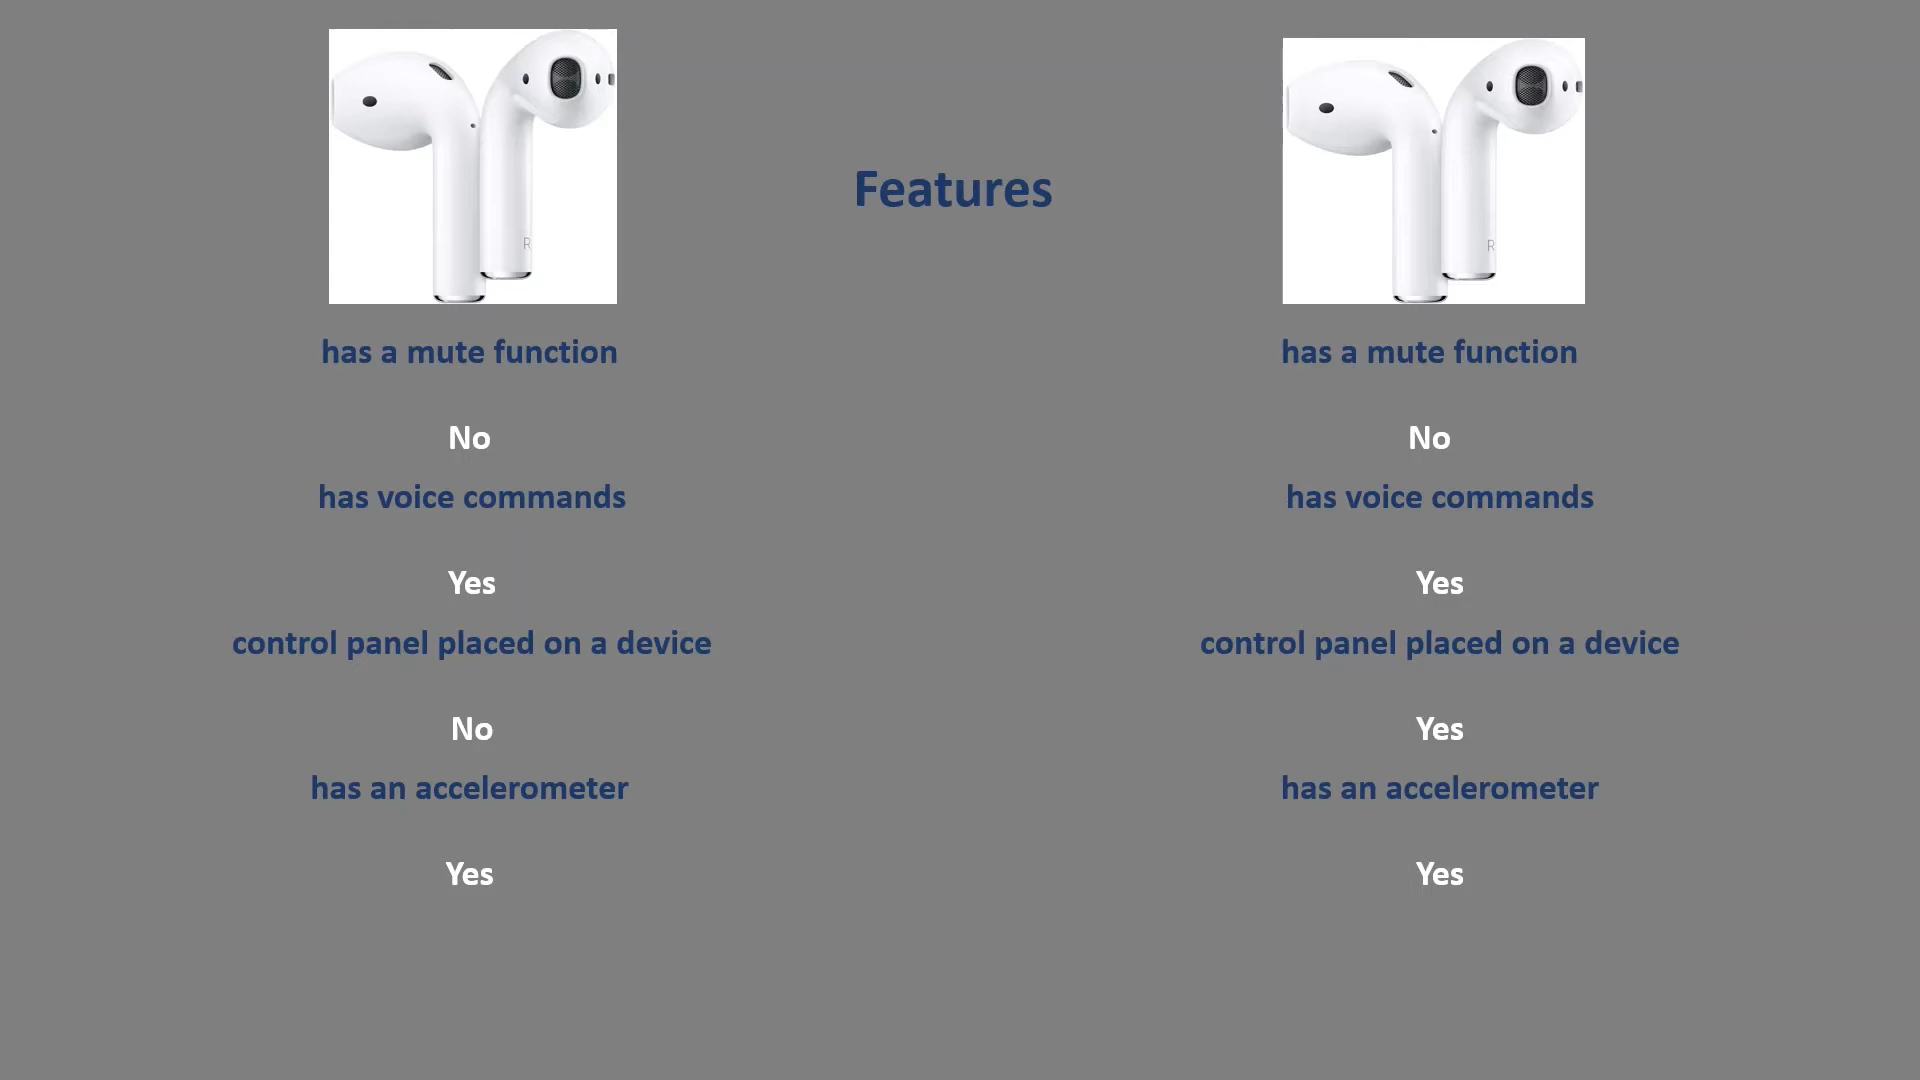 R
R
Features
has a mute function
No
has voice commands
Yes
control panel placed on a device
No
has an accelerometer
Yes
has a mute function
No
has voice commands
Yes
control panel placed on a device
Yes
has an accelerometer
Yes